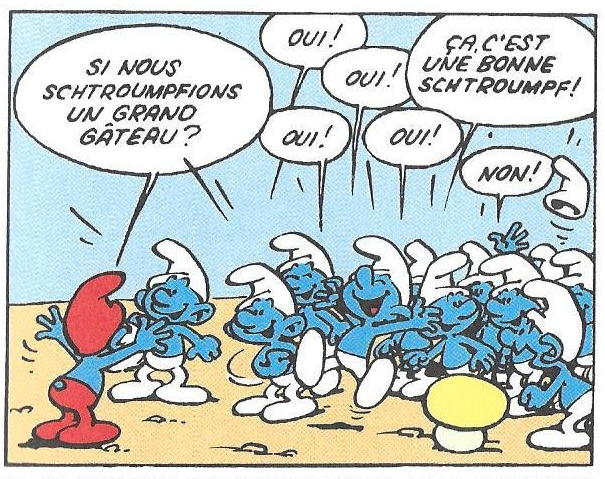 SI NOUS
SCHTROUMPFIONS
UN GRAND
GÂTEAU?
OUI!
OUI!
OUI!
OUI!
ÇA, C'EST
UNE BONNE
SCHTROUMPF!
NON!